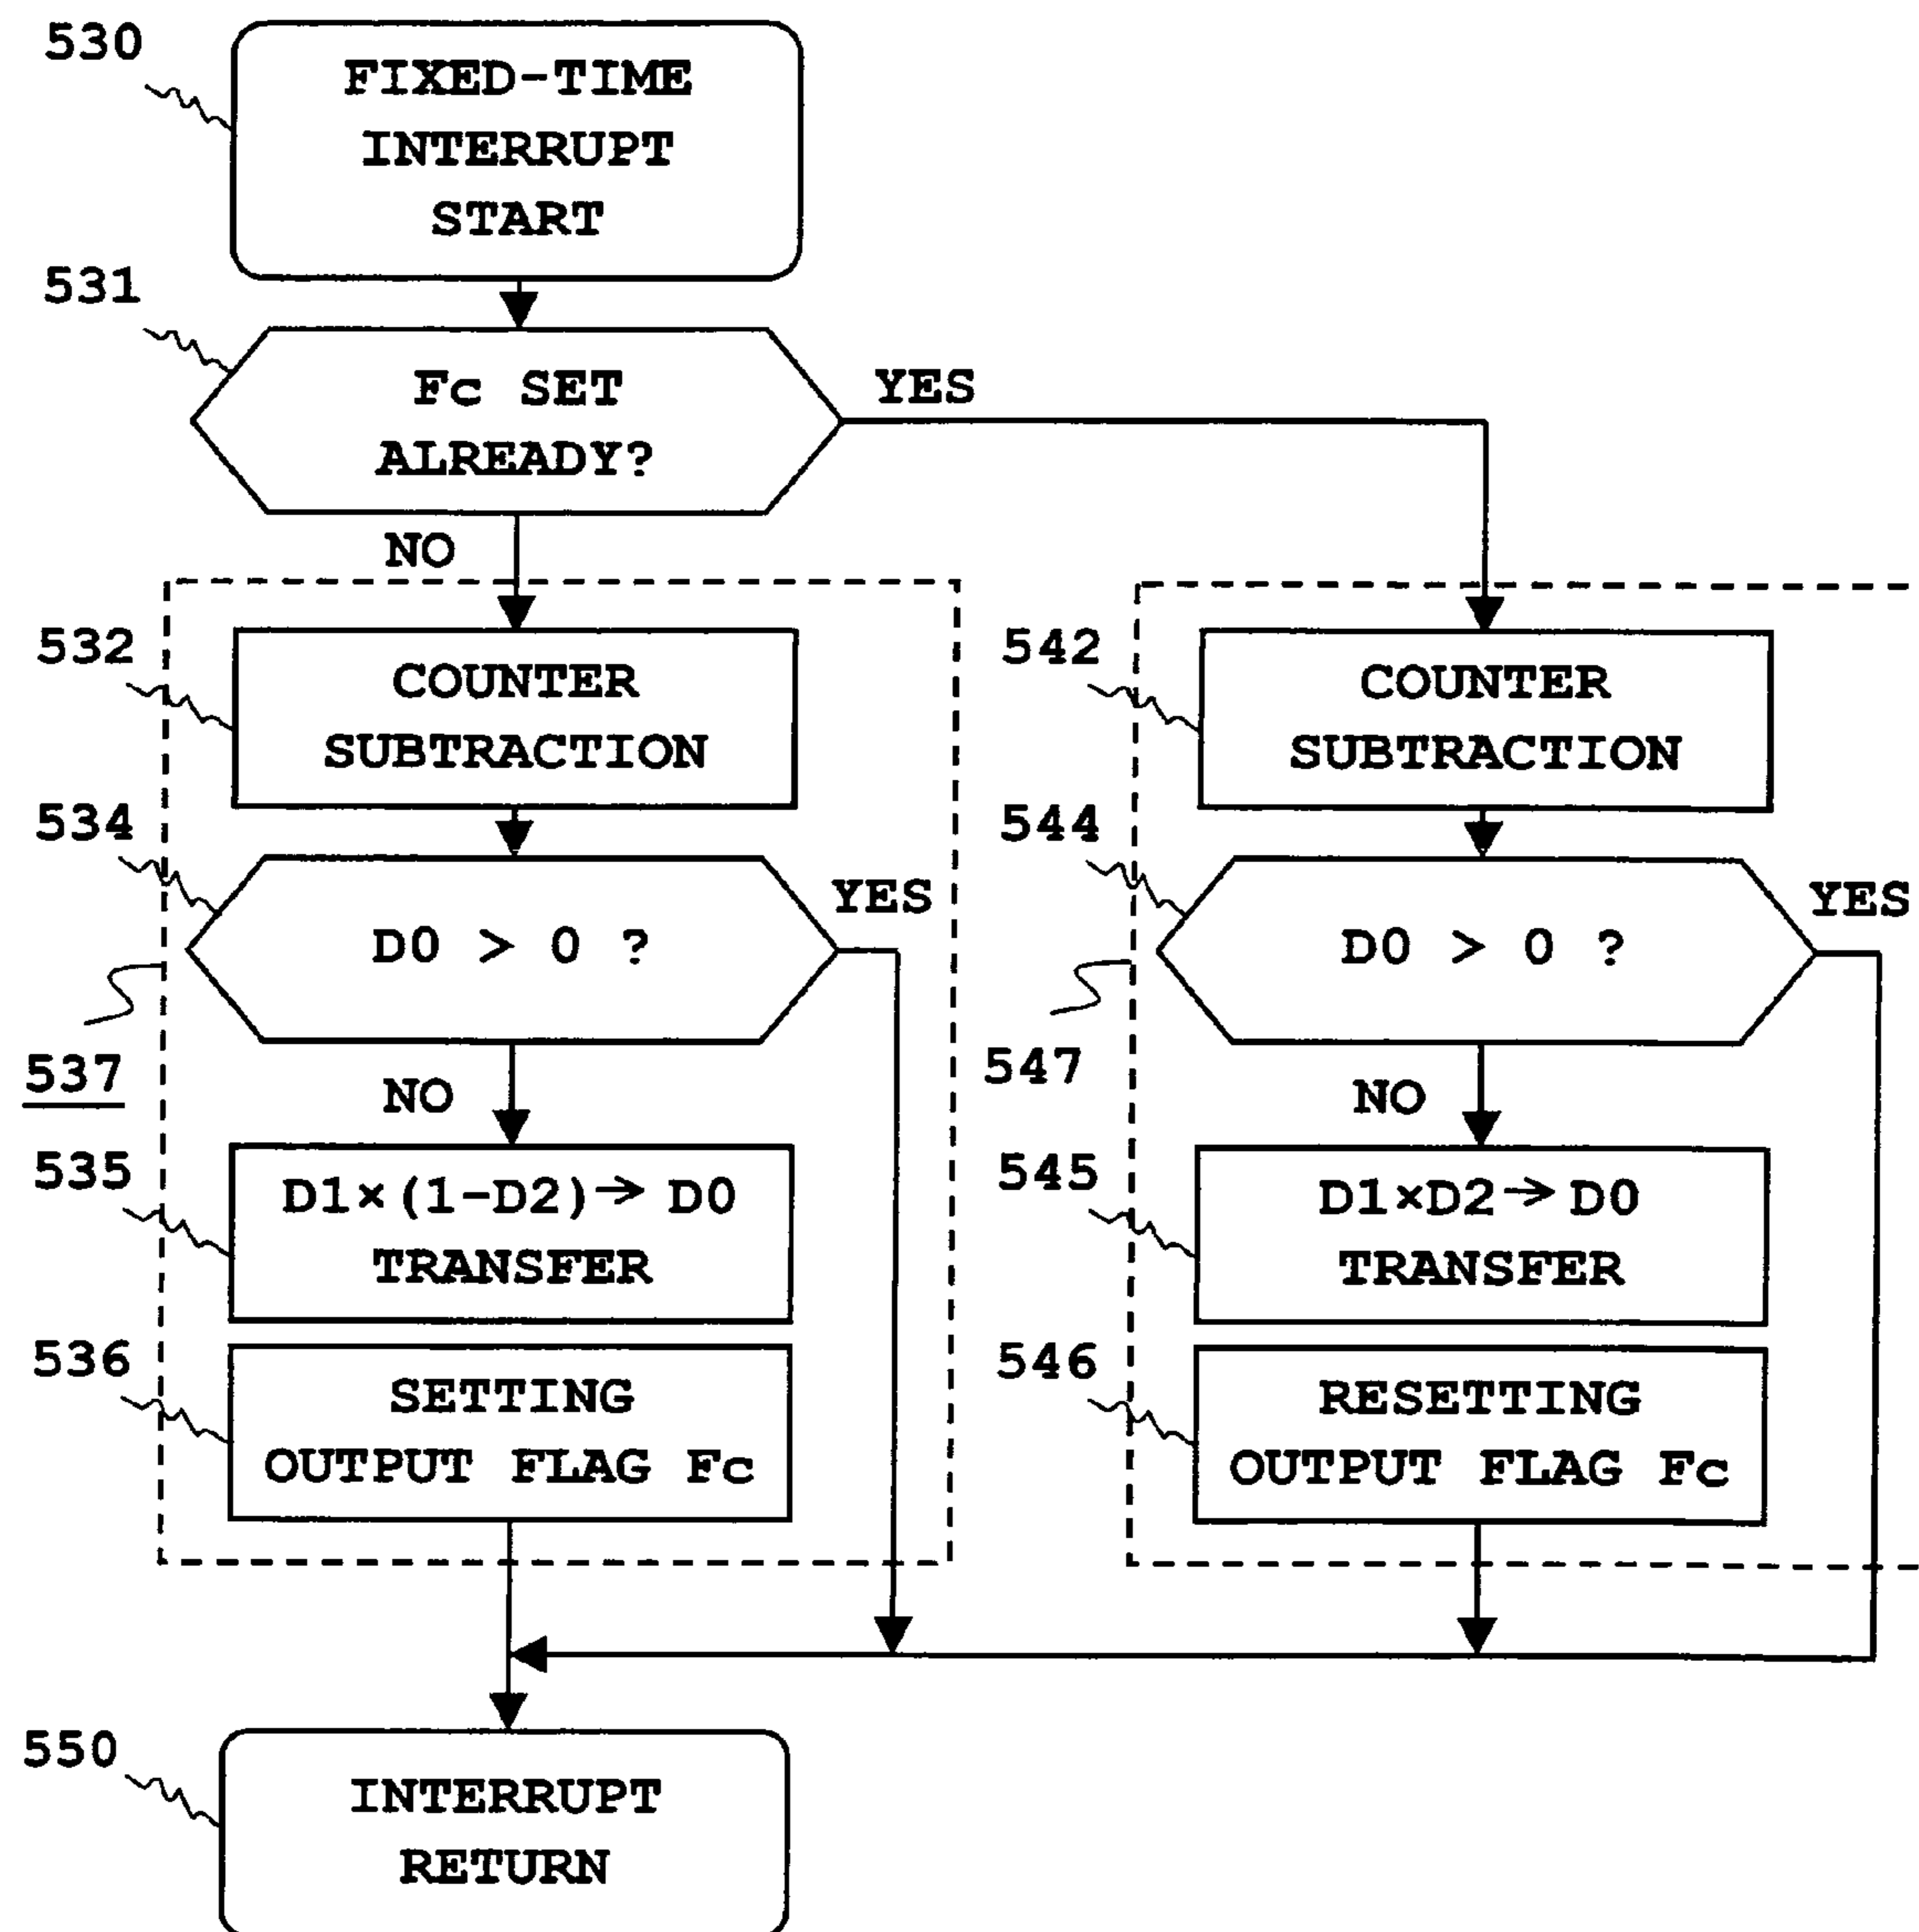 530
FIXED-TIME
INTERRUPT
START
531
Fc SET
ALREADY?
YES
NO
532
COUNTER
SUBTRACTION
534
D0 > 0 ?
YES
537
NO
535
D1×(1-D2)→ D0
TRANSFER
536
SETTING
OUTPUT FLAG Fc
542
COUNTER
SUBTRACTION
544
D0 > 0 ?
YES
547
NO
545
D1×D2→ D0
TRANSFER
546
RESETTING
OUTPUT FLAG Fc
550
INTERRUPT
RETURN